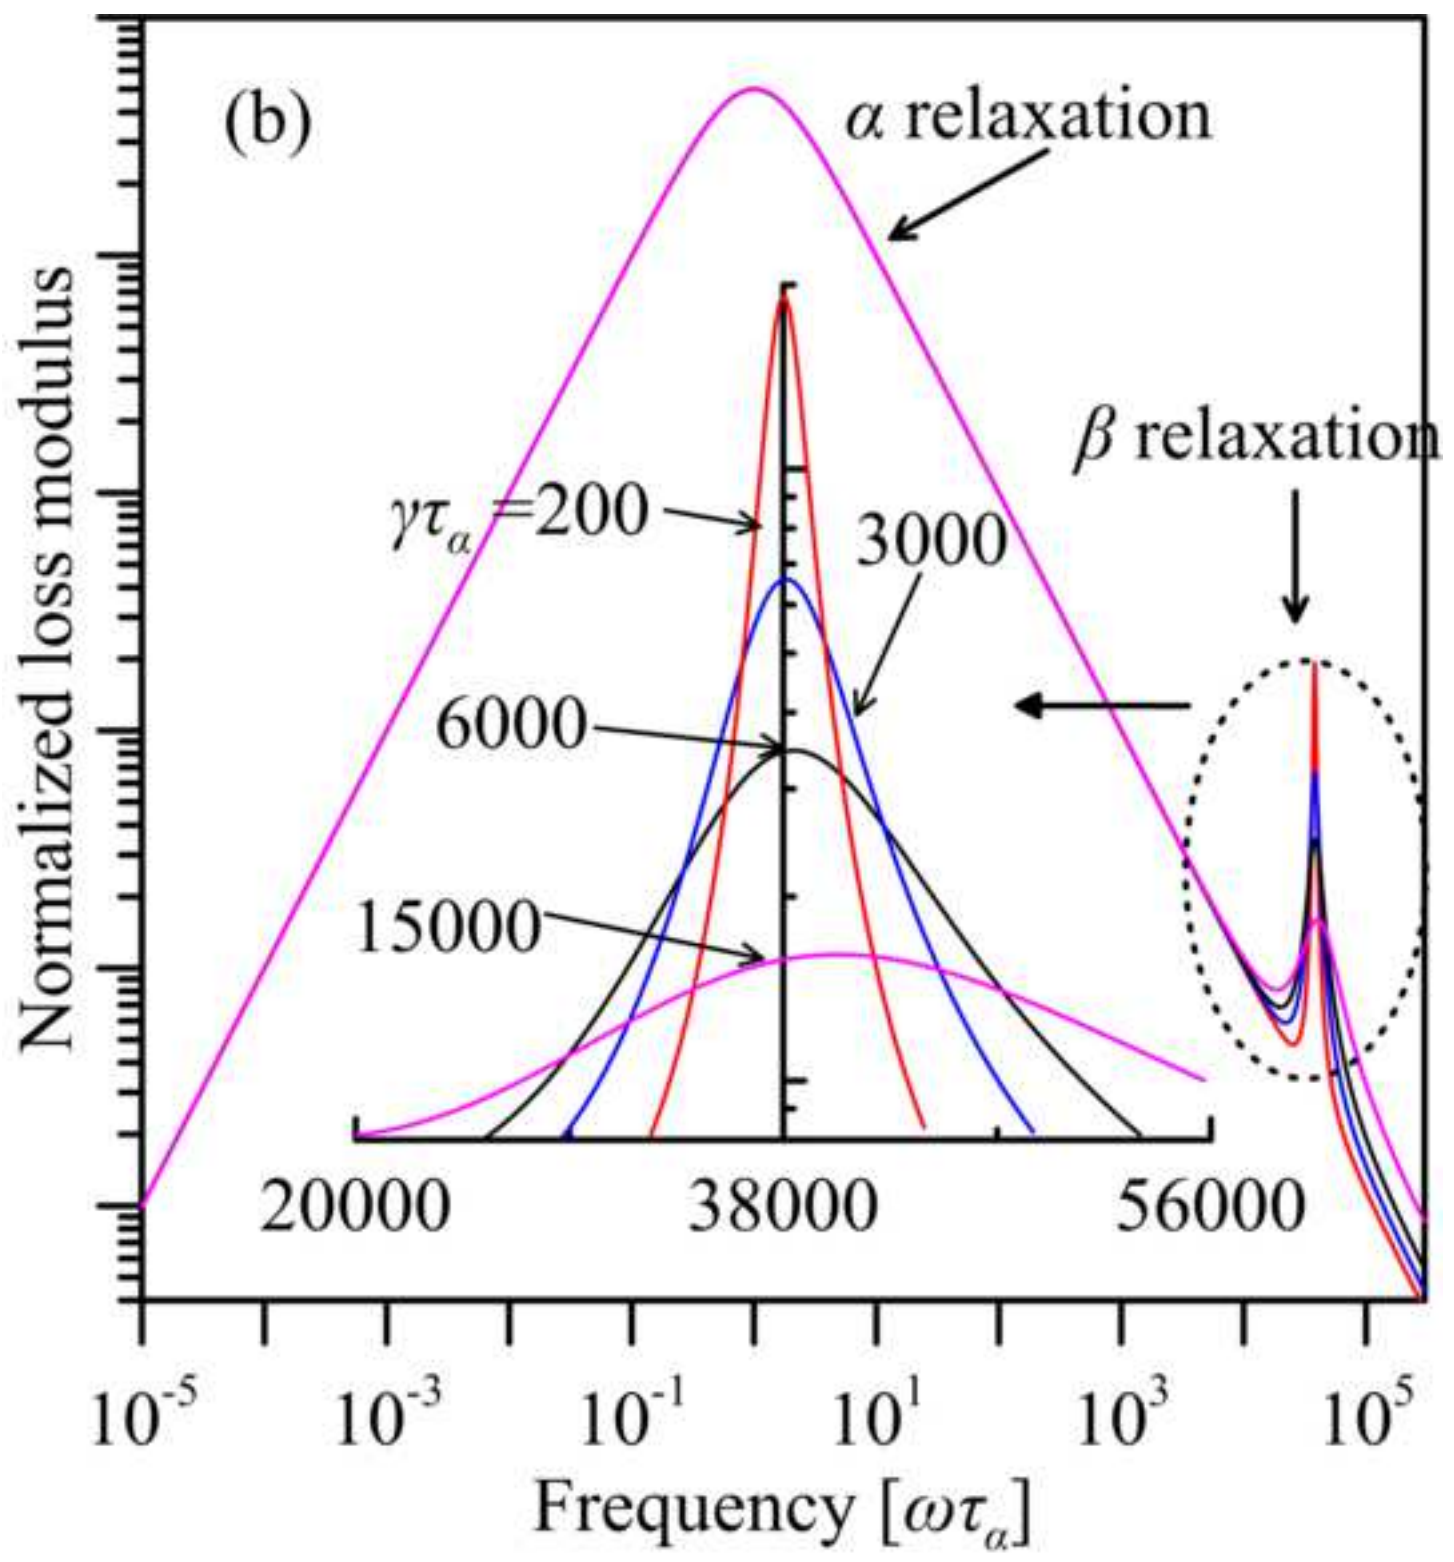 (b)
α relaxation
β relaxation
γτα =200
3000
6000
15000
20000 38000 56000
Normalized loss modulus
10-5 10-3 10-1 101 103 105
Frequency [ωτα]